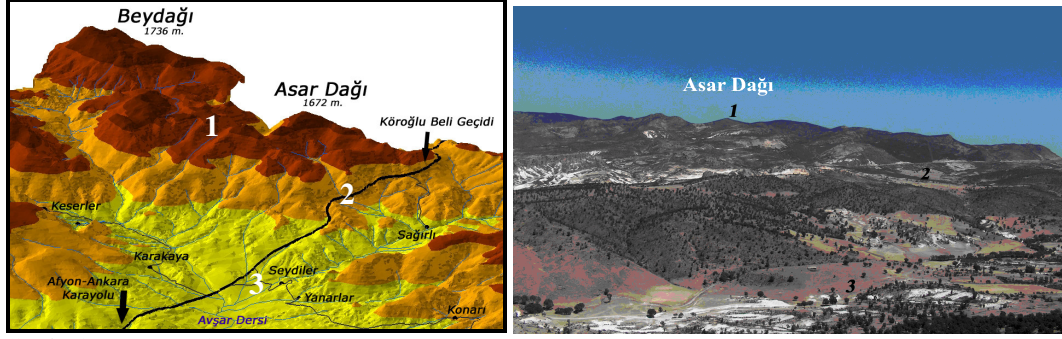 Beydağı
1736 m.
Asar Dağı
1672 m.
Köroğlu Beli Geçidi
1
2
Keserler
Sağırlı
Karakaya
Seydiler
3
Afyon-Ankara
Karayolu
Yanarlar
Avşar Dersi
Konarı
Asar Dağı
1
2
3